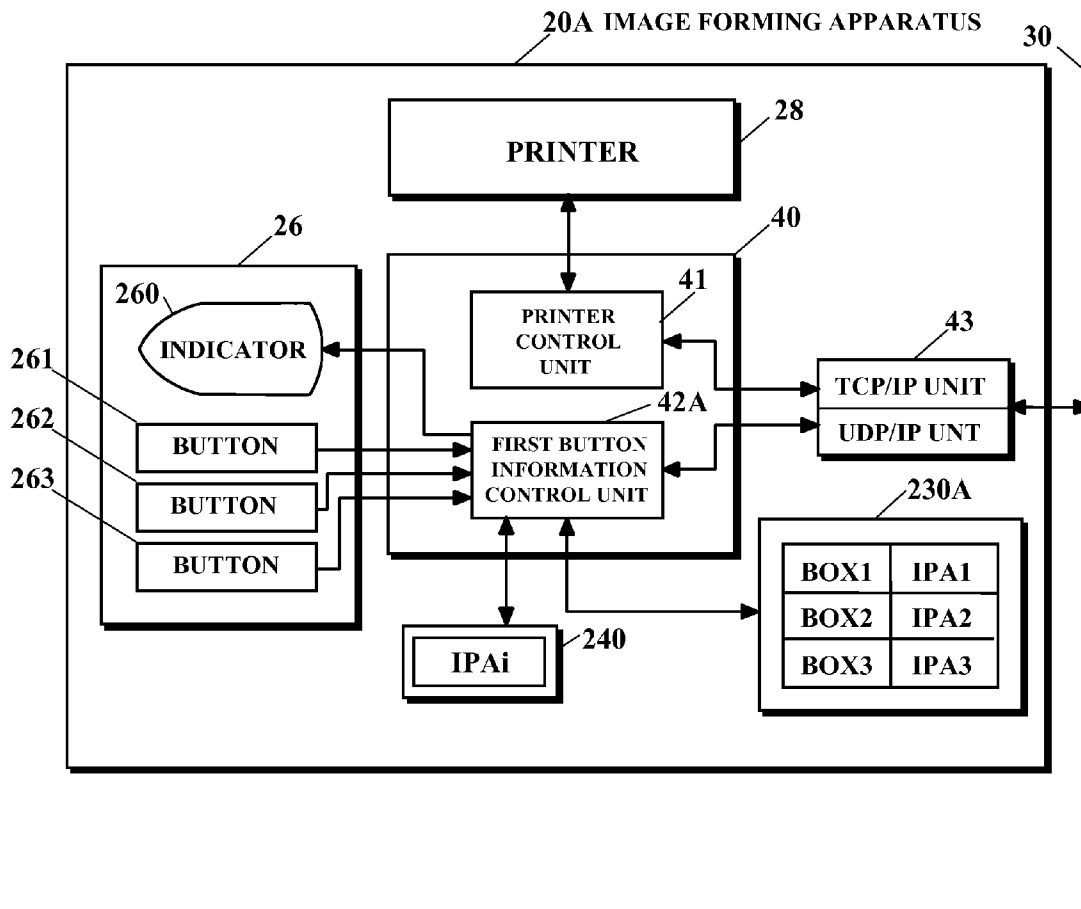 20A IMAGE FORMING APPARATUS
30
28
PRINTER
26
40
260
41
INDICATOR
PRINTER
CONTROL
UNIT
43
261
TCP/IP UNIT
42A
262
BUTTON
FIRST BUTTON
INFORMATION
CONTROL UNIT
UDP/IP UNT
263
BUTTON
230A
BUTTON
BOX1 IPA1
BOX2 IPA2
BOX3 IPA3
240
IPAi